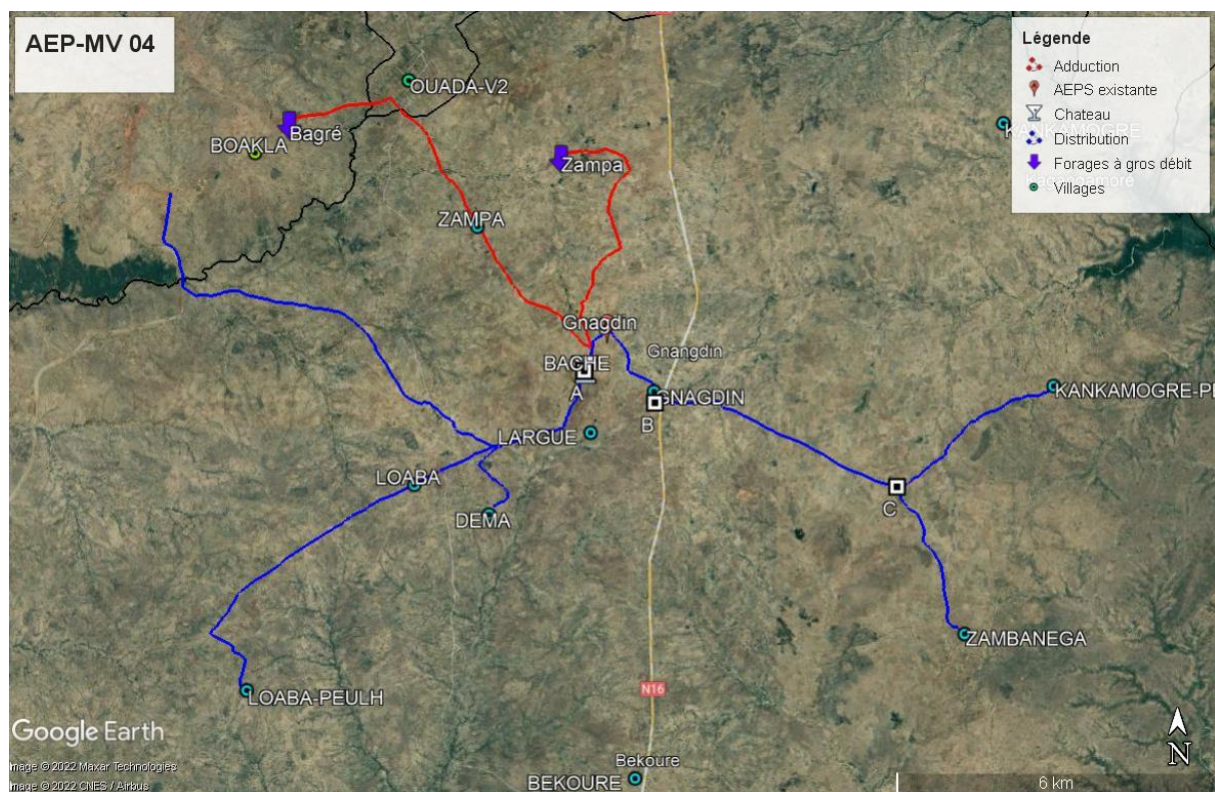 AEP-MV 04
Légende
Adduction
AEPS existante
Chateau
Distribution
Forages à gros débit
Villages
OUADA-V2
Bagré
BOAKLA
Zampa
KANKAMOGRE
ZAMPA
Gnagdin
Gnangdin
BAGHE
A
GNAGDIN
B
KANKAMOGRE-P
LARGUE
LOABA
DEMA
C
ZAMBANEGA
LOABA-PEULH
N16
Google Earth
Image © 2022 Maxar Technologies
Image © 2022 CNES / Airbus
Bekoure
BEKOURE
6 km
N